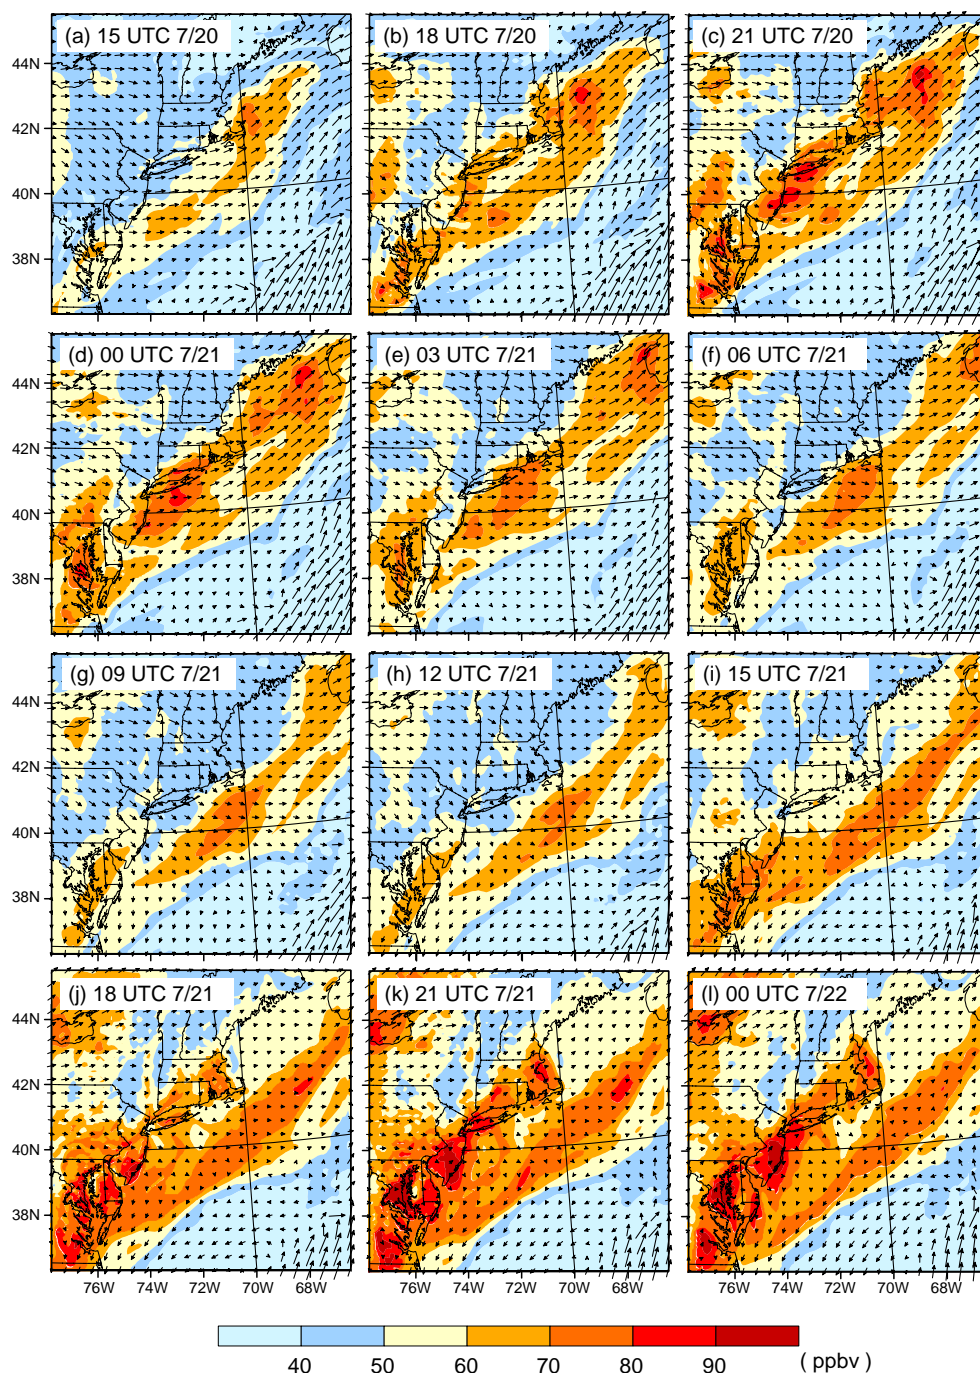 (a) 15 UTC 7/20 (b) 18 UTC 7/20 (c) 21 UTC 7/20
44N
42N
40N
38N
(d) 00 UTC 7/21 (e) 03 UTC 7/21 (f) 06 UTC 7/21
44N
42N
40N
38N
(g) 09 UTC 7/21 (h) 12 UTC 7/21 (i) 15 UTC 7/21
44N
42N
40N
38N
(j) 18 UTC 7/21 (k) 21 UTC 7/21 (l) 00 UTC 7/22
44N
42N
40N
38N
76W 74W 72W 70W 68W 76W 74W 72W 70W 68W 76W 74W 72W 70W 68W
40 50 60 70 80 90 ( ppbv )